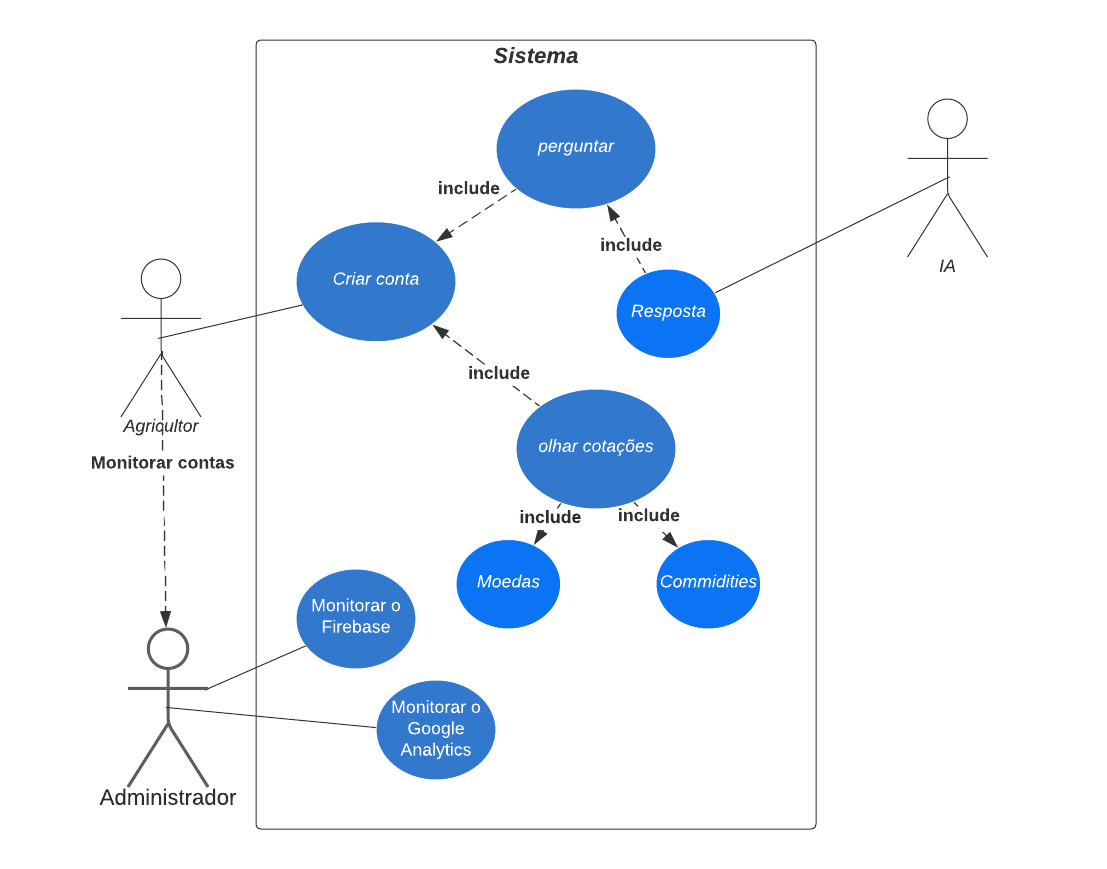 Sistema
perguntar
include
include
Criar conta
IA
Resposta
include
Agricultor
olhar cotações
Monitorar contas
include
include
Moedas
Commidities
Monitorar o
Firebase
Monitorar o
Google
Analytics
Administrador